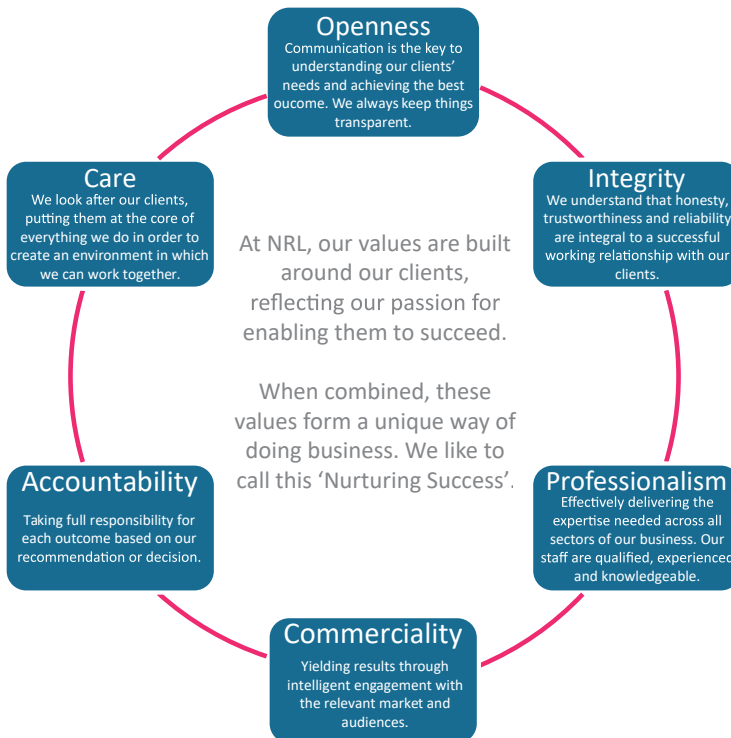 Openness
Communication is the key to
understanding our clients'
needs and achieving the best
oucome. We always keep things
transparent.
Care
We look after our clients,
putting them at the core of
everything we do in order to
create an environment in which
we can work together.
Integrity
We understand that honesty,
trustworthiness and reliability
are integral to a successful
working relationship with our
clients.
At NRL, our values are built
around our clients,
reflecting our passion for
enabling them to succeed.
When combined, these
values form a unique way of
doing business. We like to
call this ‘Nurturing Success’.
Accountability
Taking full responsibility for
each outcome based on our
recommendation or decision.
Professionalism
Effectively delivering the
expertise needed across all
sectors of our business. Our
staff are qualified, experienced
and knowledgeable.
Commerciality
Yielding results through
intelligent engagement with
the relevant market and
audiences.